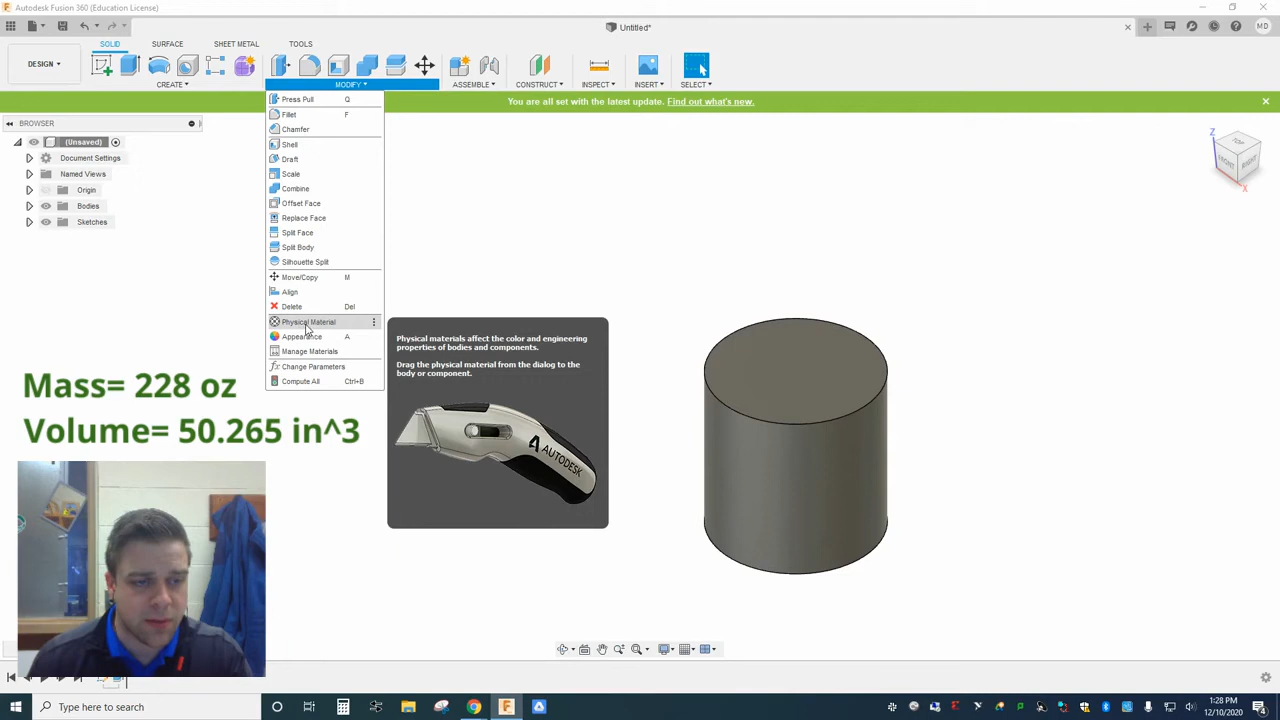 Autodesk Fusion 360 (Education License)
Untitled*
MD
SOLID SURFACE SHEET METAL TOOLS
DESIGN
CREATE MODIFY ASSEMBLE CONSTRUCT INSPECT INSERT SELECT
You are all set with the latest update. Find out what's new.
BROWSER
(Unsaved)
Document Settings
Named Views
Origin
Bodies
Sketches
Press Pull Q
Fillet F
Chamfer
Shell
Draft
Scale
Combine
Offset Face
Replace Face
Split Face
Split Body
Silhouette Split
Move/Copy M
Align
Delete Del
Physical Material
Appearance A
Manage Materials
Change Parameters
Compute All Ctrl+B
Physical materials affect the color and engineering
properties of bodies and components.
Drag the physical material from the dialog to the
body or component.
AUTODESK
TOP
FRONT
RIGHT
Z
X
Mass= 228 oz
Volume= 50.265 in^3
Type here to search
1:28 PM
12/10/2020
4